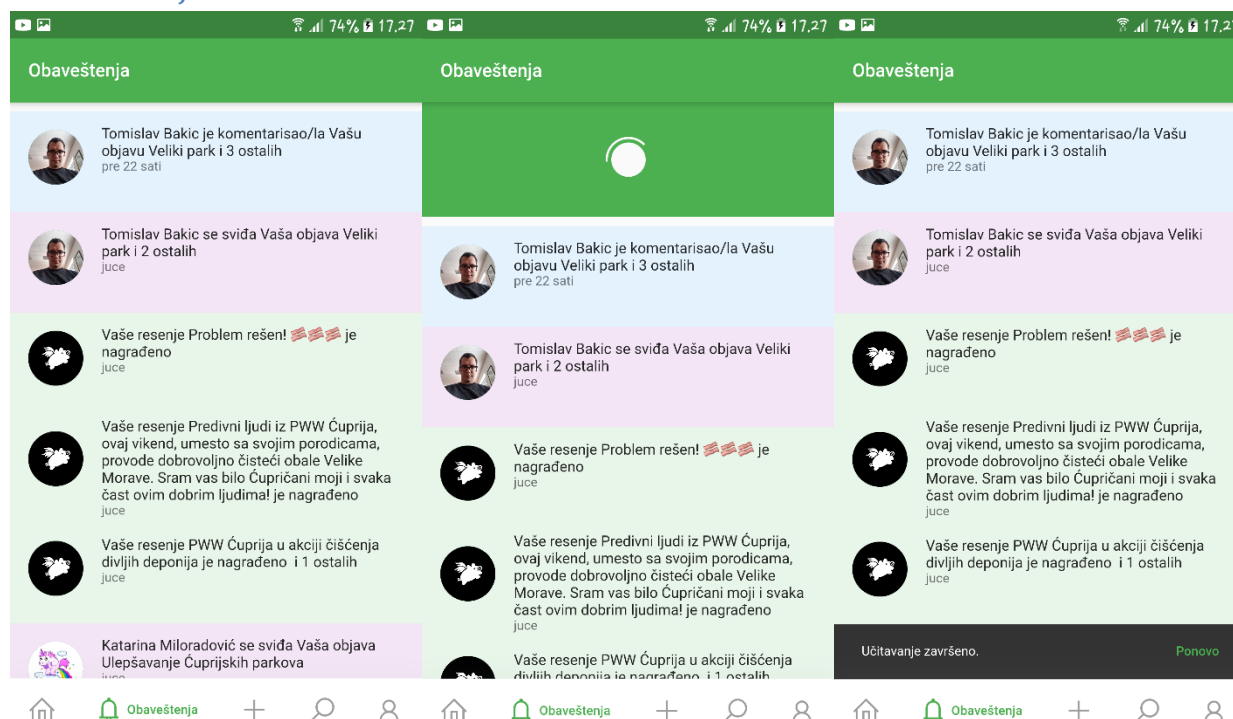 74% 17.27
Obaveštenja
Tomislav Bakic je komentarisao/la Vašu
objavu Veliki park i 3 ostalih
pre 22 sati
Tomislav Bakic se sviđa Vaša objava Veliki
park i 2 ostalih
juce
Vaše resenje Problem rešen! 🥓🥓🥓 je
nagrađeno
juce
Vaše resenje Predivni ljudi iz PWW Ćuprija,
ovaj vikend, umesto sa svojim porodicama,
provode dobrovoljno čisteći obale Velike
Morave. Sram vas bilo Ćupričani moji i svaka
čast ovim dobrim ljudima! je nagrađeno
juce
Vaše resenje PWW Ćuprija u akciji čišćenja
divljih deponija je nagrađeno i 1 ostalih
juce
Katarina Miloradović se sviđa Vaša objava
Ulepšavanje Ćuprijskih parkova
juce
Obaveštenja
74% 17.27
Obaveštenja
Tomislav Bakic je komentarisao/la Vašu
objavu Veliki park i 3 ostalih
pre 22 sati
Tomislav Bakic se sviđa Vaša objava Veliki
park i 2 ostalih
juce
Vaše resenje Problem rešen! 🥓🥓🥓 je
nagrađeno
juce
Vaše resenje Predivni ljudi iz PWW Ćuprija,
ovaj vikend, umesto sa svojim porodicama,
provode dobrovoljno čisteći obale Velike
Morave. Sram vas bilo Ćupričani moji i svaka
čast ovim dobrim ljudima! je nagrađeno
juce
Vaše resenje PWW Ćuprija u akciji čišćenja
divljih deponija je nagrađeno i 1 ostalih
Obaveštenja
74% 17.2
Obaveštenja
Tomislav Bakic je komentarisao/la Vašu
objavu Veliki park i 3 ostalih
pre 22 sati
Tomislav Bakic se sviđa Vaša objava Veliki
park i 2 ostalih
juce
Vaše resenje Problem rešen! 🥓🥓🥓 je
nagrađeno
juce
Vaše resenje Predivni ljudi iz PWW Ćuprija,
ovaj vikend, umesto sa svojim porodicama,
provode dobrovoljno čisteći obale Velike
Morave. Sram vas bilo Ćupričani moji i svaka
čast ovim dobrim ljudima! je nagrađeno
juce
Vaše resenje PWW Ćuprija u akciji čišćenja
divljih deponija je nagrađeno i 1 ostalih
juce
Učitavanje završeno. Ponovo
Obaveštenja